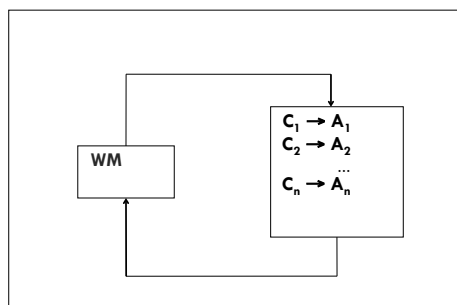 WM
C₁ → A₁
C₂ → A₂
...
Cₙ → Aₙ